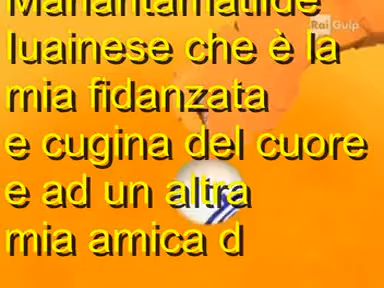 Rai Gulp
Mariantamatilde
luainese che è la
mia fidanzata
e cugina del cuore
e ad un altra
mia amica d